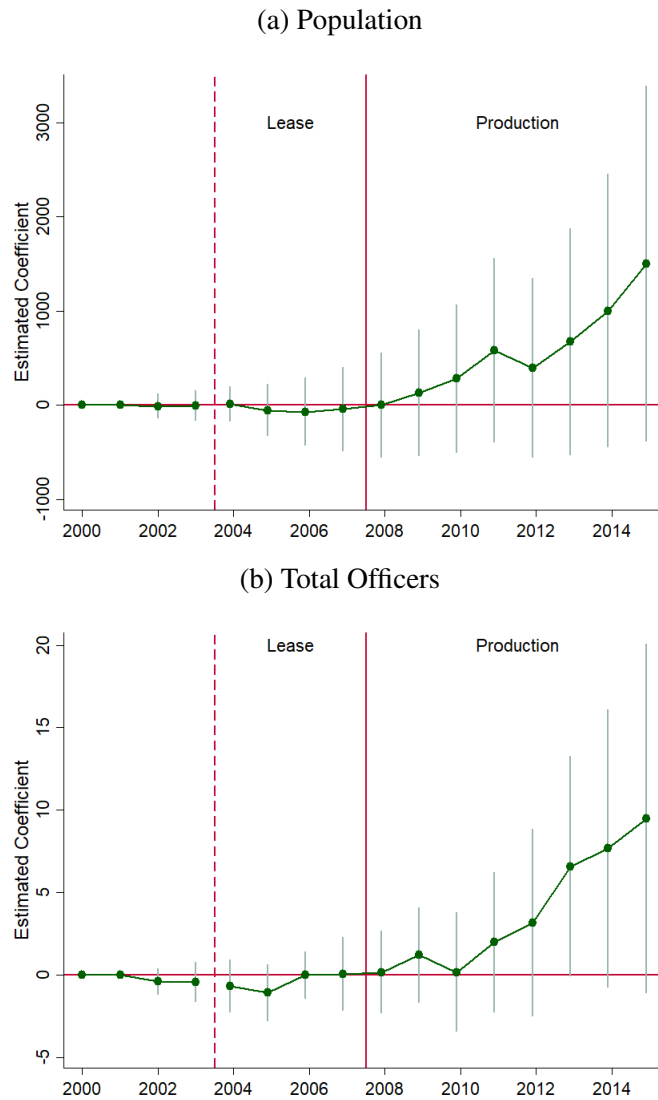 (a) Population
Estimated Coefficient
3000
2000
1000
0
-1000
Lease
Production
2000 2002 2004 2006 2008 2010 2012 2014
(b) Total Officers
Estimated Coefficient
20
15
10
5
0
-5
Lease
Production
2000 2002 2004 2006 2008 2010 2012 2014